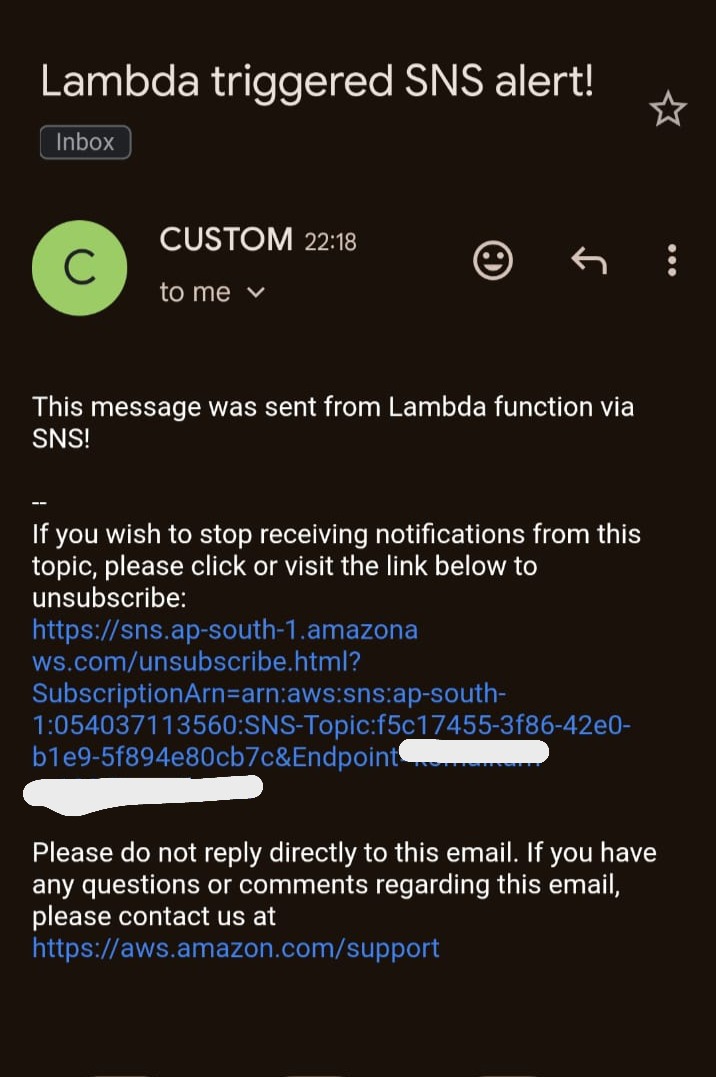 Lambda triggered SNS alert!
Inbox
C
CUSTOM 22:18
to me
This message was sent from Lambda function via
SNS!
--
If you wish to stop receiving notifications from this
topic, please click or visit the link below to
unsubscribe:
https://sns.ap-south-1.amazona
ws.com/unsubscribe.html?
SubscriptionArn=arn:aws:sns:ap-south-
1:054037113560:SNS-Topic:f5c17455-3f86-42e0-
b1e9-5f894e80cb7c&Endpoint
Please do not reply directly to this email. If you have
any questions or comments regarding this email,
please contact us at
https://aws.amazon.com/support